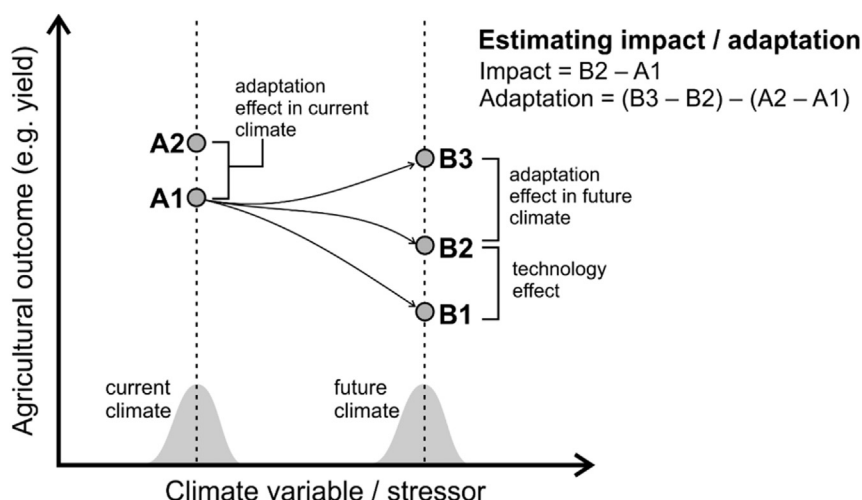 Estimating impact / adaptation
Impact = B2 – A1
Adaptation = (B3 – B2) – (A2 – A1)
adaptation
effect in current
climate
A2
A1
B3
adaptation
effect in future
climate
B2
technology
effect
B1
current
climate
future
climate
Agricultural outcome (e.g. yield)
Climate variable / stressor